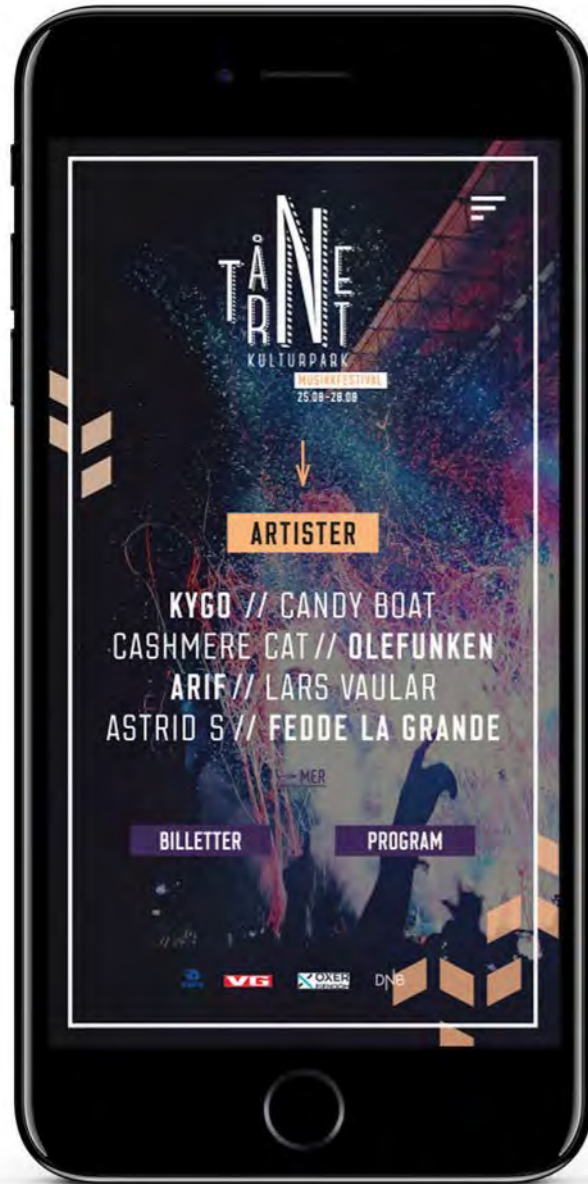 TÅRNET
KULTURPARK
MUSIKKFESTIVAL
25.08-28.08
ARTISTER
KYGO // CANDY BOAT
CASHMERE CAT // OLEFUNKEN
ARIF // LARS VAULAR
ASTRID S // FEDDE LA GRANDE
MER
BILLETTER PROGRAM
VG OXER DNB